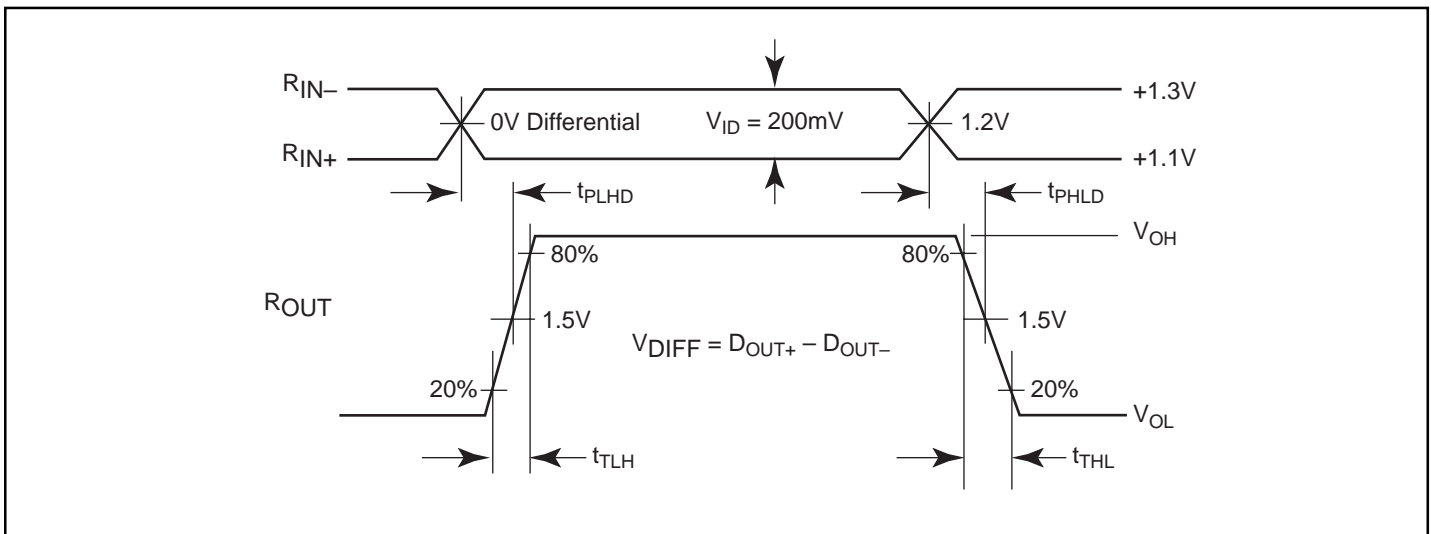 RIN– +1.3V
0V Differential VID = 200mV 1.2V
RIN+ +1.1V
tPLHD tPHLD
VOH
80% 80%
ROUT 1.5V 1.5V
VDIFF = DOUT+ – DOUT–
20% 20%
VOL
tTLH tTHL